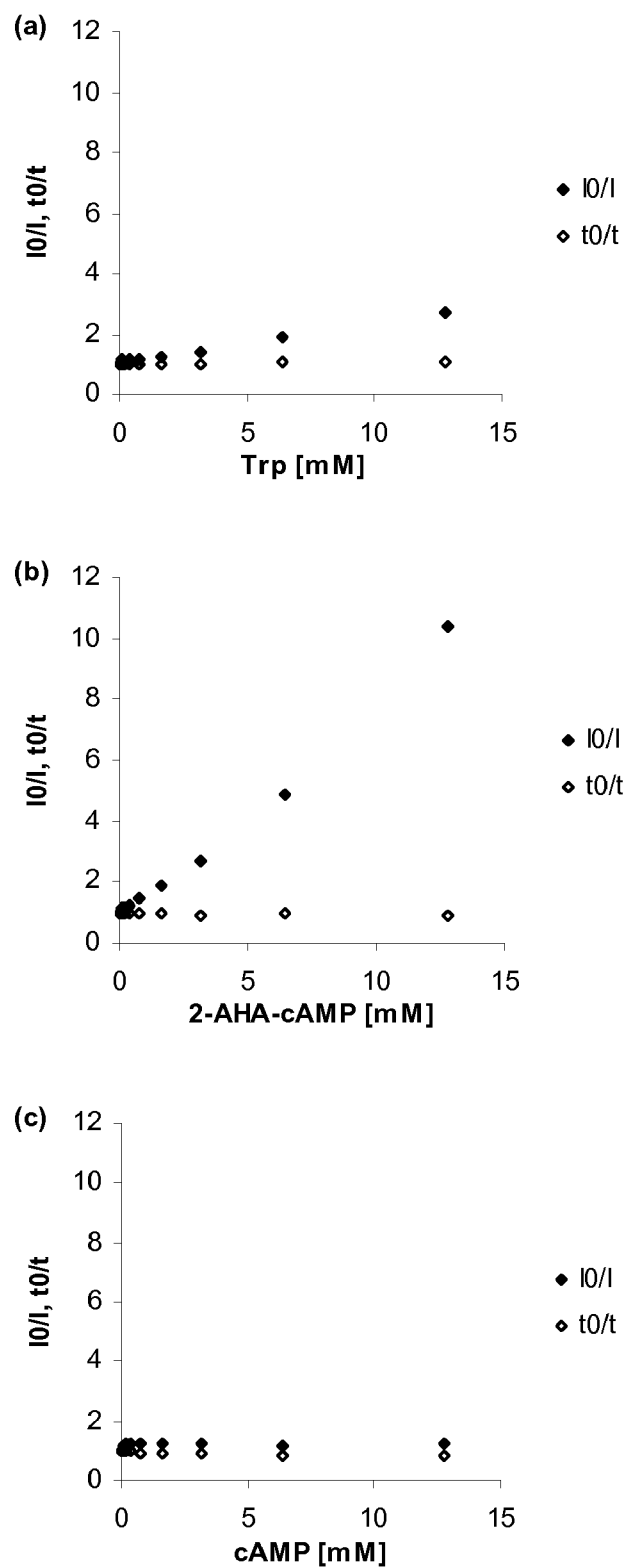 (a)
12
10
8
6
4
2
0
I0/I, t0/t
I0/I
t0/t
0 5 10 15
Trp [mM]
(b)
12
10
8
6
4
2
0
I0/I, t0/t
I0/I
t0/t
0 5 10 15
2-AHA-cAMP [mM]
(c)
12
10
8
6
4
2
0
I0/I, t0/t
I0/I
t0/t
0 5 10 15
cAMP [mM]